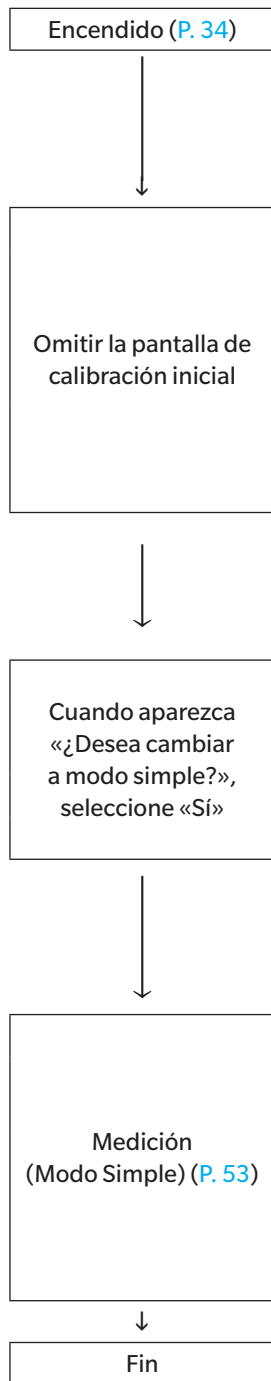 Encendido (P. 34)
Omitir la pantalla de
calibración inicial
Cuando aparezca
«¿Desea cambiar
a modo simple?»,
seleccione «Sí»
Medición
(Modo Simple) (P. 53)
Fin